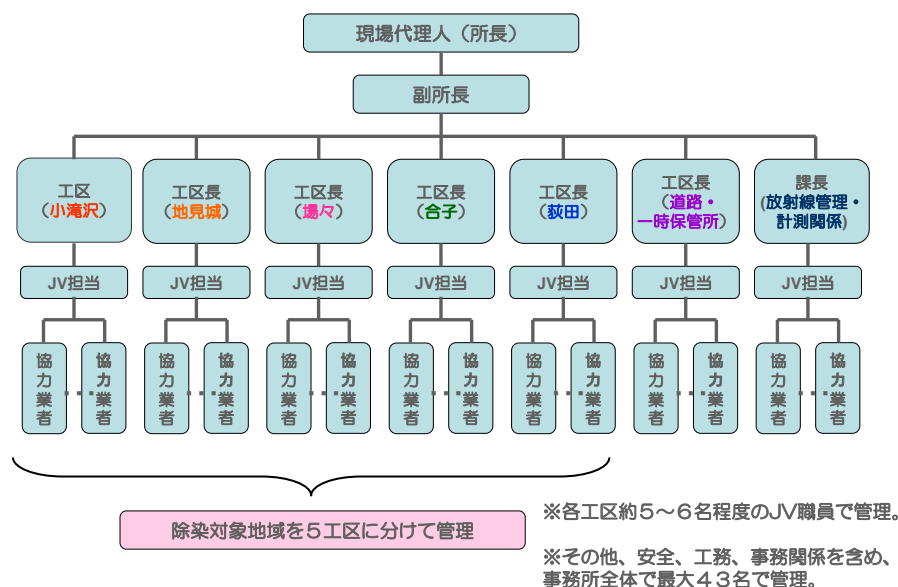 現場代理人（所長）
副所長
工区
（小滝沢）
工区長
（地見城）
工区長
（場々）
工区長
（合子）
工区長
（荻田）
工区長
（道路・
一時保管所）
課長
(放射線管理・
計測関係)
JV担当
JV担当
JV担当
JV担当
JV担当
JV担当
JV担当
協力業者
協力業者
協力業者
協力業者
協力業者
協力業者
協力業者
協力業者
協力業者
協力業者
協力業者
協力業者
協力業者
協力業者
除染対象地域を５工区に分けて管理
※各工区約５～６名程度のJV職員で管理。
※その他、安全、工務、事務関係を含め、
事務所全体で最大４３名で管理。